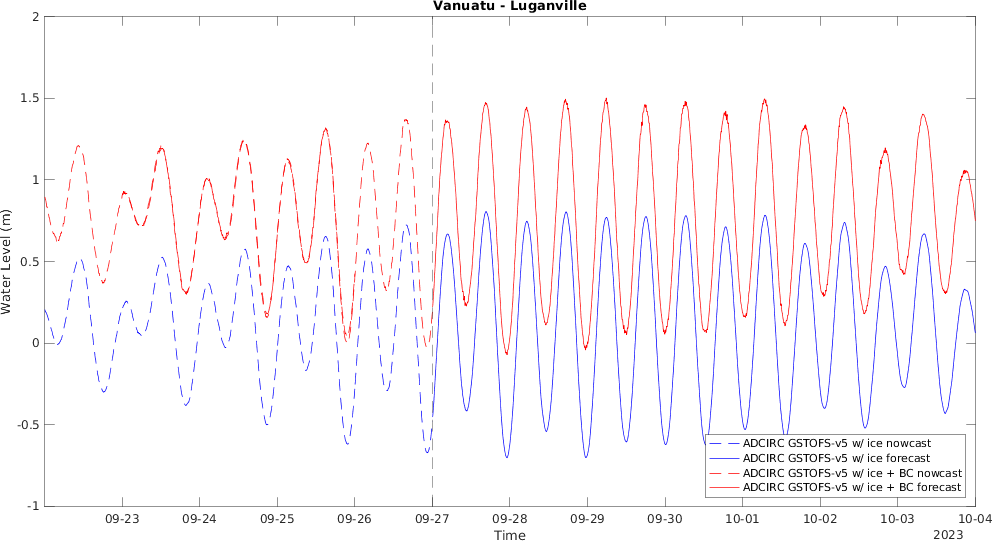 Vanuatu - Luganville
2
1.5
1
0.5
0
-0.5
-1
Water Level (m)
ADCIRC GSTOFS-v5 w/ ice nowcast
ADCIRC GSTOFS-v5 w/ ice forecast
ADCIRC GSTOFS-v5 w/ ice + BC nowcast
ADCIRC GSTOFS-v5 w/ ice + BC forecast
09-23 09-24 09-25 09-26 09-27 09-28 09-29 09-30 10-01 10-02 10-03 10-04
Time
2023